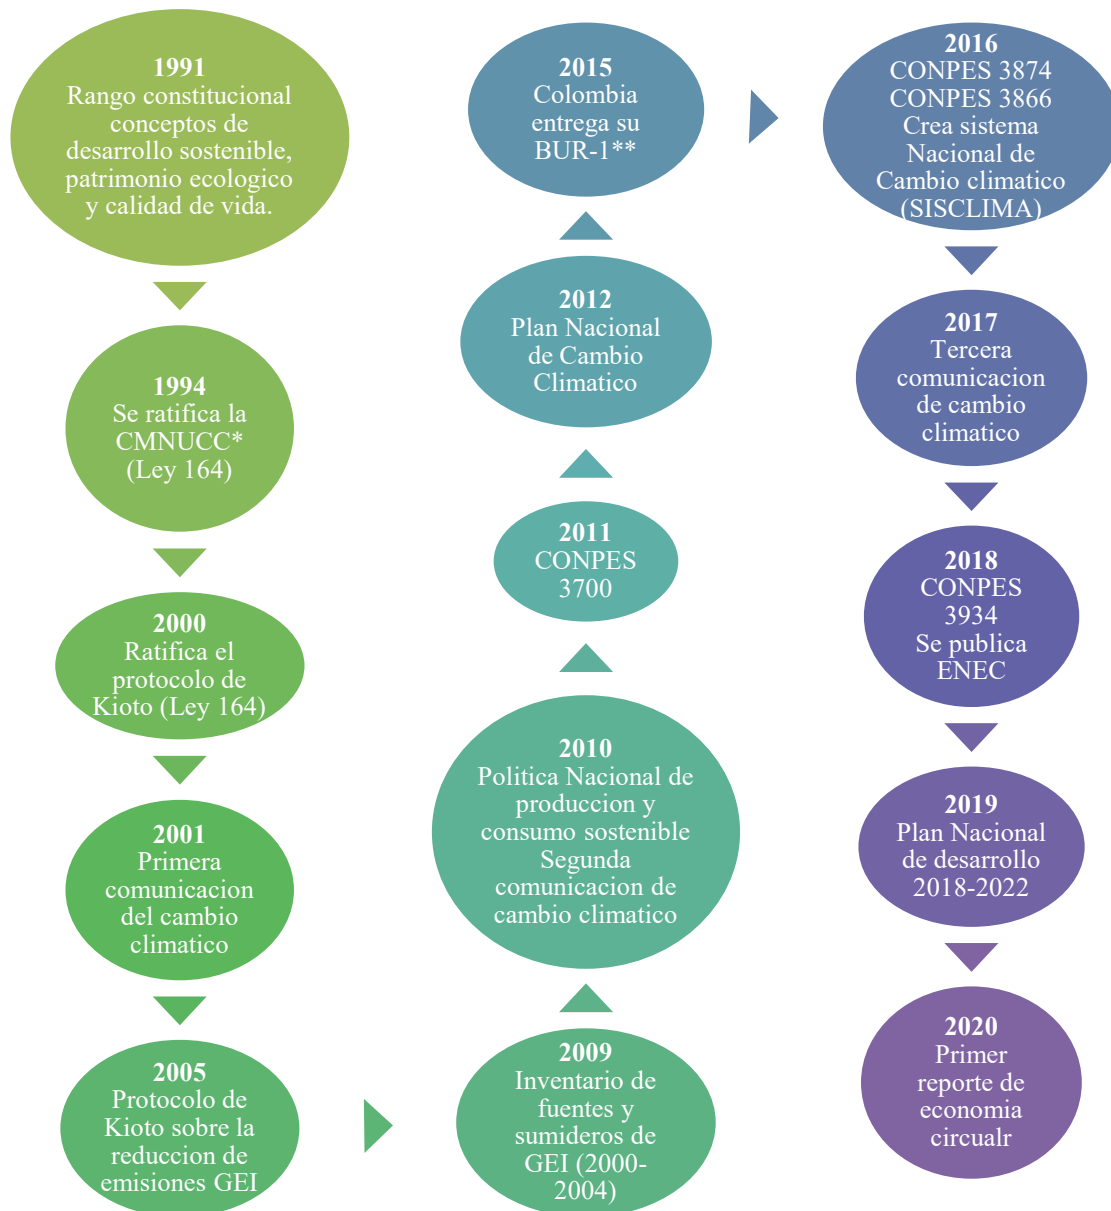 1991
Rango constitucional
conceptos de
desarrollo sostenible,
patrimonio ecologico
y calidad de vida.
1994
Se ratifica la
CMNUCC*
(Ley 164)
2000
Ratifica el
protocolo de
Kioto (Ley 164)
2001
Primera
comunicacion
del cambio
climatico
2005
Protocolo de
Kioto sobre la
reduccion de
emisiones GEI
2009
Inventario de
fuentes y
sumideros de
GEI (2000-
2004)
2010
Politica Nacional de
produccion y
consumo sostenible
Segunda
comunicacion de
cambio climatico
2011
CONPES
3700
2012
Plan Nacional
de Cambio
Climatico
2015
Colombia
entrega su
BUR-1**
2016
CONPES 3874
CONPES 3866
Crea sistema
Nacional de
Cambio climatico
(SISCLIMA)
2017
Tercera
comunicacion
de cambio
climatico
2018
CONPES
3934
Se publica
ENEC
2019
Plan Nacional
de desarrollo
2018-2022
2020
Primer
reporte de
economia
circualr